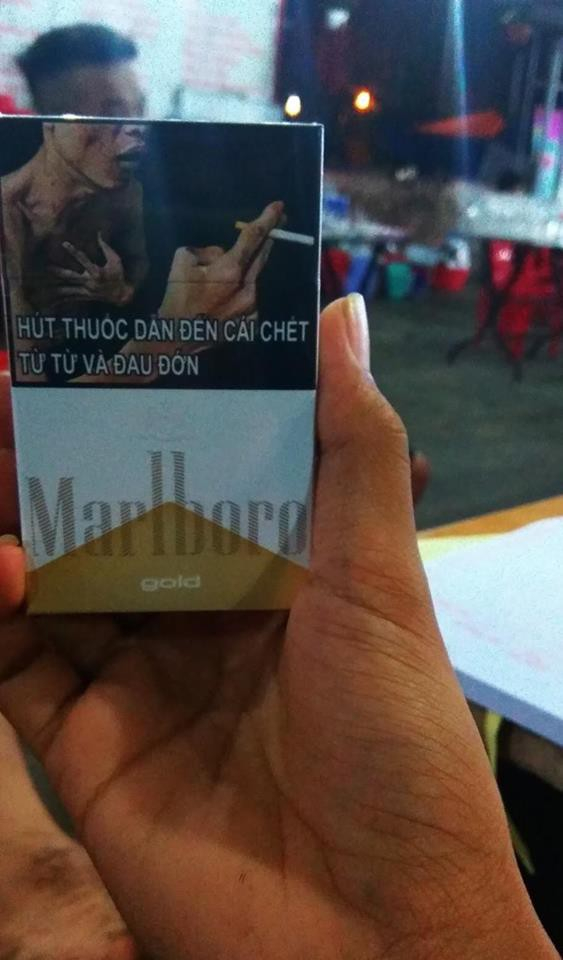 HÚT THUỐC DẪN ĐẾN CÁI CHẾT
TỪ TỪ VÀ ĐAU ĐỚN
Marlboro
gold